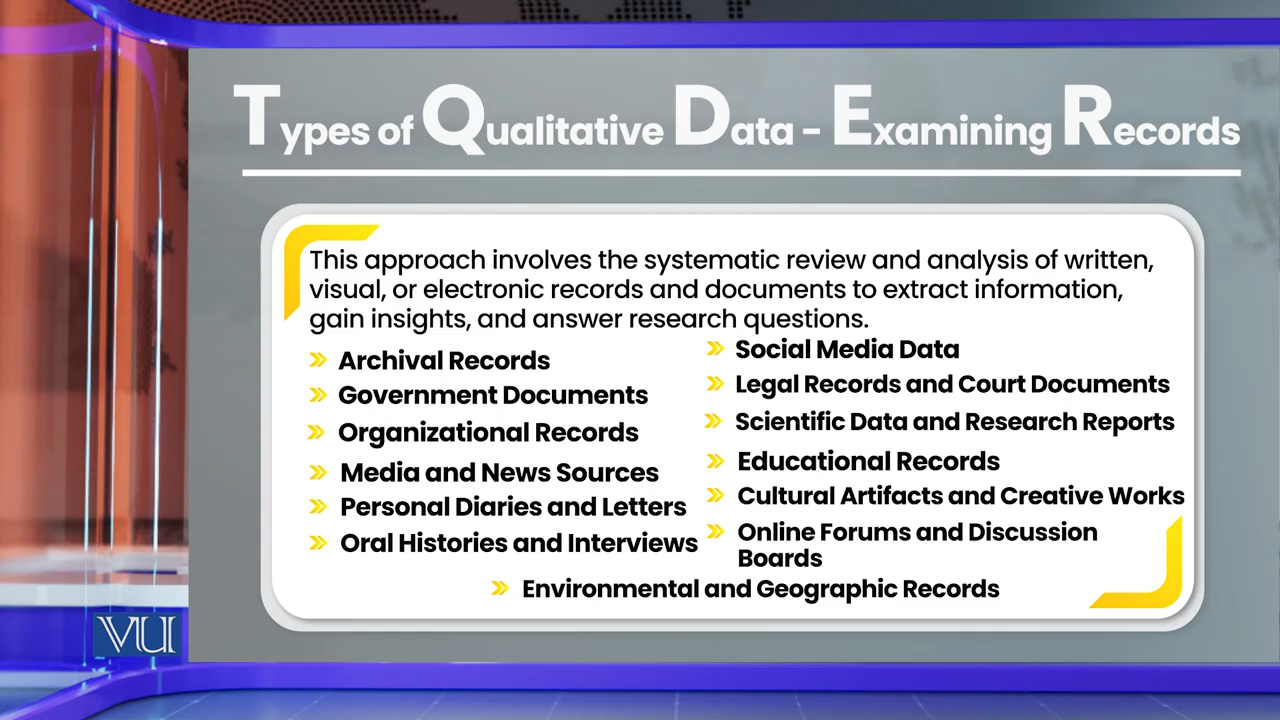 Types of Qualitative Data - Examining Records
This approach involves the systematic review and analysis of written,
visual, or electronic records and documents to extract information,
gain insights, and answer research questions.
Archival Records
Government Documents
Organizational Records
Media and News Sources
Personal Diaries and Letters
Oral Histories and Interviews
Social Media Data
Legal Records and Court Documents
Scientific Data and Research Reports
Educational Records
Cultural Artifacts and Creative Works
Online Forums and Discussion
Boards
Environmental and Geographic Records
VU